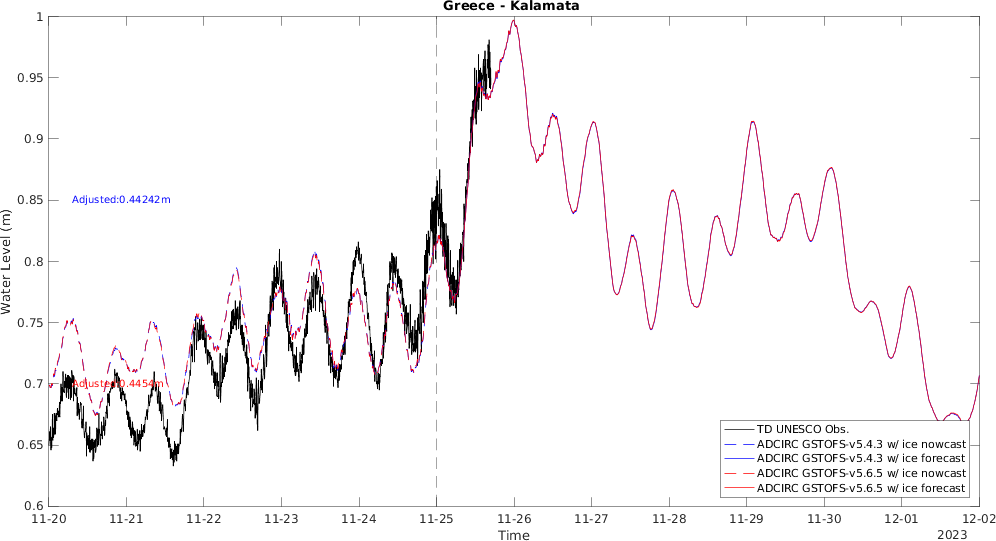 Greece - Kalamata
Water Level (m)
1
0.95
0.9
0.85
0.8
0.75
0.7
0.65
0.6
Adjusted:0.44242m
Adjusted:0.4454m
TD UNESCO Obs.
ADCIRC GSTOFS-v5.4.3 w/ ice nowcast
ADCIRC GSTOFS-v5.4.3 w/ ice forecast
ADCIRC GSTOFS-v5.6.5 w/ ice nowcast
ADCIRC GSTOFS-v5.6.5 w/ ice forecast
11-20 11-21 11-22 11-23 11-24 11-25 11-26 11-27 11-28 11-29 11-30 12-01 12-02
Time
2023